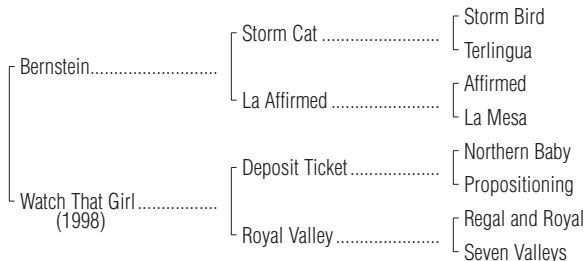 Storm Bird
Storm Cat ........................
Terlingua
Bernstein..........................
Affirmed
La Affirmed ......................
La Mesa
Northern Baby
Deposit Ticket ..................
Propositioning
Watch That Girl................
(1998)
Regal and Royal
Royal Valley .....................
Seven Valleys